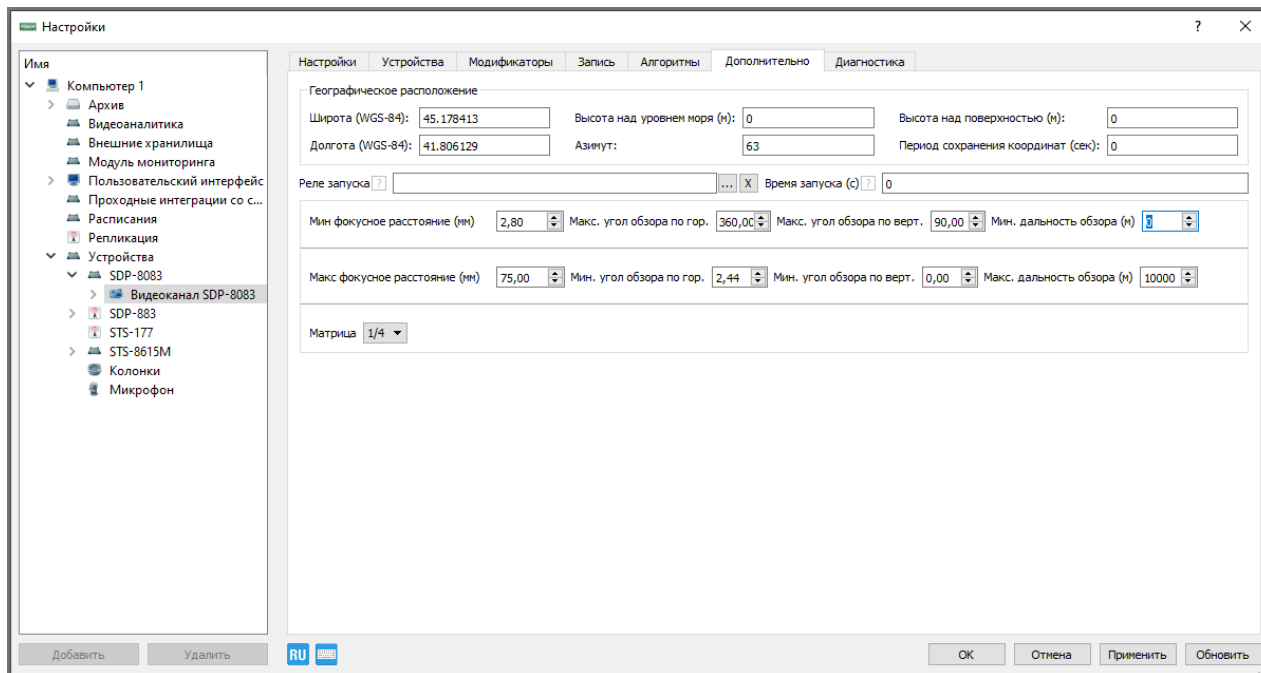 Настройки ?
Имя
Компьютер 1
Архив
Видеоаналитика
Внешние хранилища
Модуль мониторинга
Пользовательский интерфейс
Проходные интеграции со с...
Расписания
Репликация
Устройства
SDP-8083
Видеоканал SDP-8083
SDP-883
STS-177
STS-8615M
Колонки
Микрофон
Добавить Удалить
Настройки Устройства Модификаторы Запись Алгоритмы Дополнительно Диагностика
Географическое расположение
Широта (WGS-84): 45.178413 Высота над уровнем моря (м): 0 Высота над поверхностью (м): 0
Долгота (WGS-84): 41.806129 Азимут: 63 Период сохранения координат (сек): 0
Реле запуска ? ... X Время запуска (с) ? 0
Мин фокусное расстояние (мм) 2,80 Макс. угол обзора по гор. 360,00 Макс. угол обзора по верт. 90,00 Мин. дальность обзора (м) 0
Макс фокусное расстояние (мм) 75,00 Мин. угол обзора по гор. 2,44 Мин. угол обзора по верт. 0,00 Макс. дальность обзора (м) 10000
Матрица 1/4
RU OK Отмена Применить Обновить